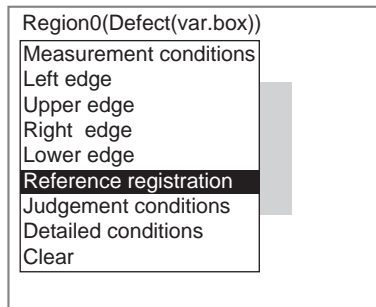 Region0(Defect(var.box))
Measurement conditions
Left edge
Upper edge
Right  edge
Lower edge
Reference registration
Judgement conditions
Detailed conditions
Clear